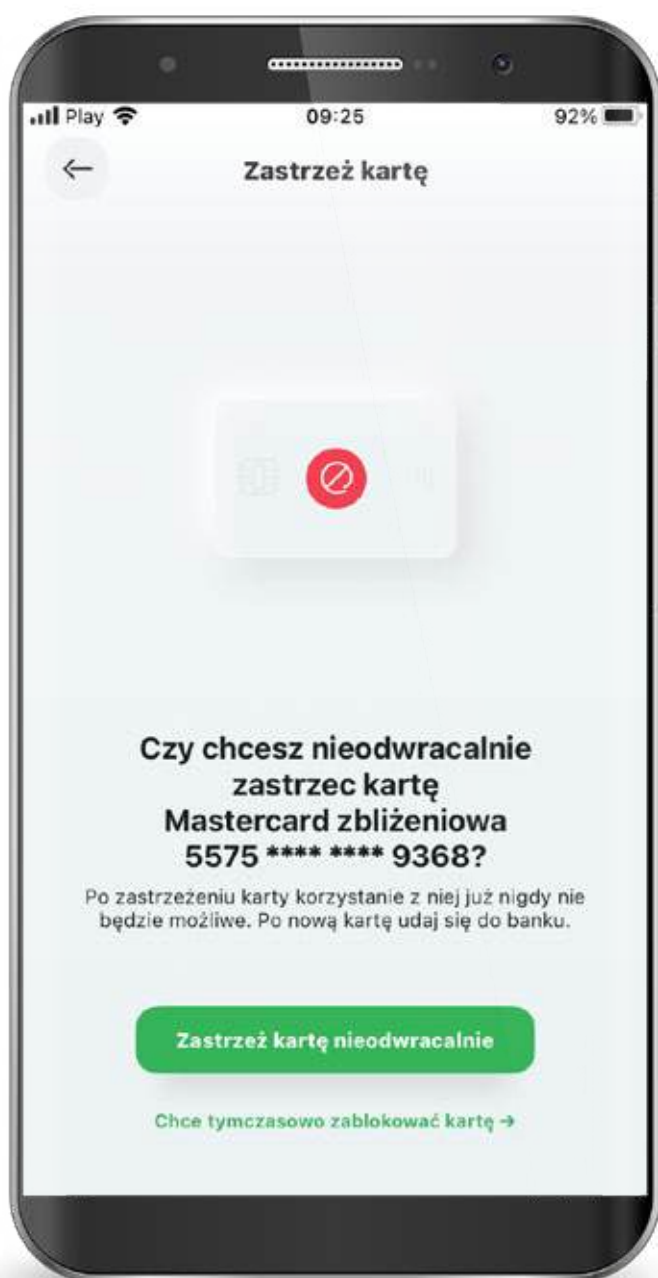 Play 09:25 92%
Zastrzeż kartę
Czy chcesz nieodwracalnie
zastrzec kartę
Mastercard zbliżeniowa
5575 **** **** 9368?
Po zastrzeżeniu karty korzystanie z niej już nigdy nie
będzie możliwe. Po nową kartę udaj się do banku.
Zastrzeż kartę nieodwracalnie
Chce tymczasowo zablokować kartę →